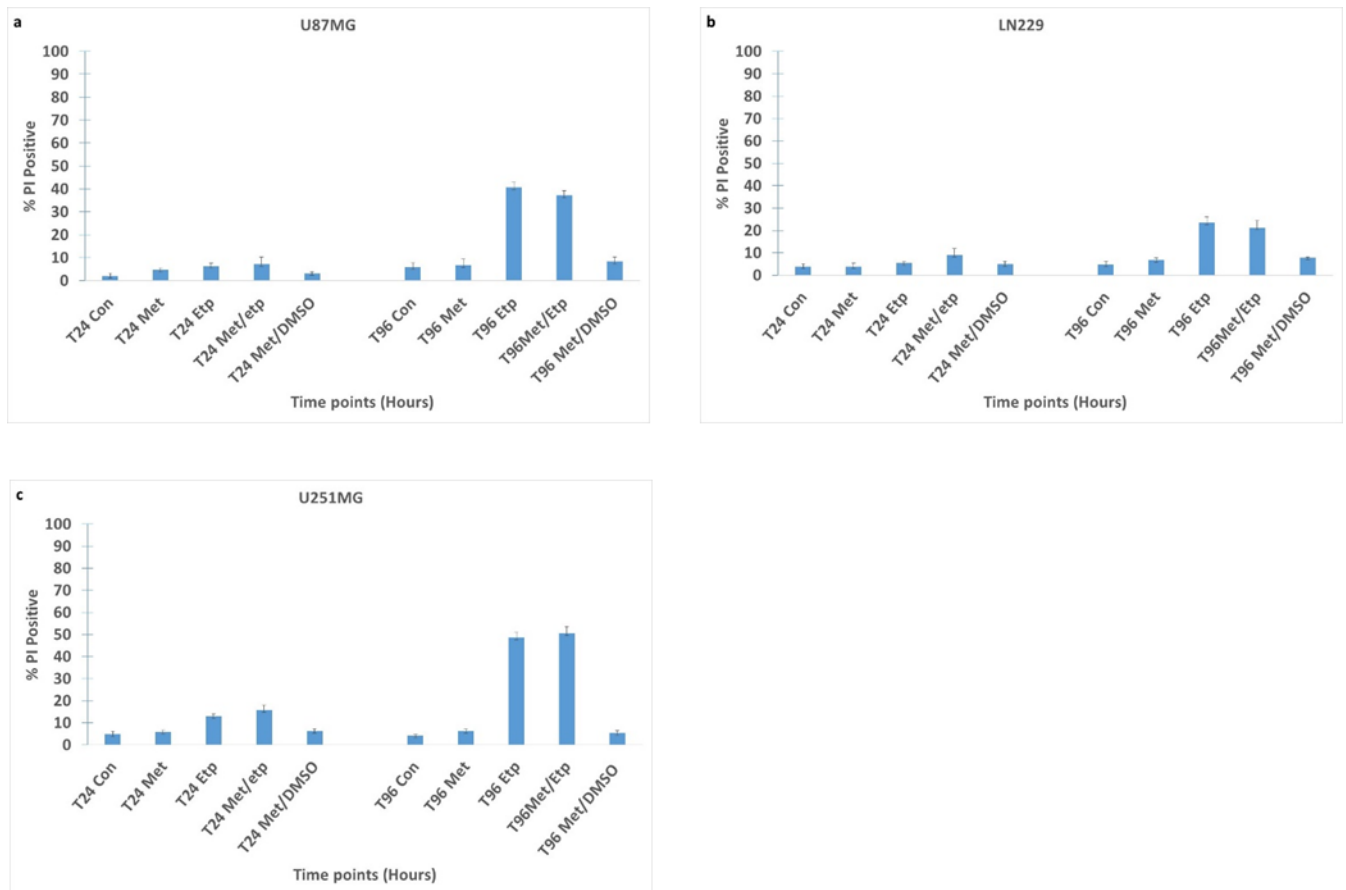 a
U87MG
100
90
80
70
60
50
40
30
20
10
0
% PI Positive
T24 Con
T24 Met
T24 Etp
T24 Met/etp
T24 Met/DMSO
T96 Con
T96 Met
T96 Etp
T96Met/Etp
T96 Met/DMSO
Time points (Hours)
b
LN229
100
90
80
70
60
50
40
30
20
10
0
% PI Positive
T24 Con
T24 Met
T24 Etp
T24 Met/etp
T24 Met/DMSO
T96 Con
T96 Met
T96 Etp
T96Met/Etp
T96 Met/DMSO
Time points (Hours)
c
U251MG
100
90
80
70
60
50
40
30
20
10
0
% PI Positive
T24 Con
T24 Met
T24 Etp
T24 Met/etp
T24 Met/DMSO
T96 Con
T96 Met
T96 Etp
T96Met/Etp
T96 Met/DMSO
Time points (Hours)